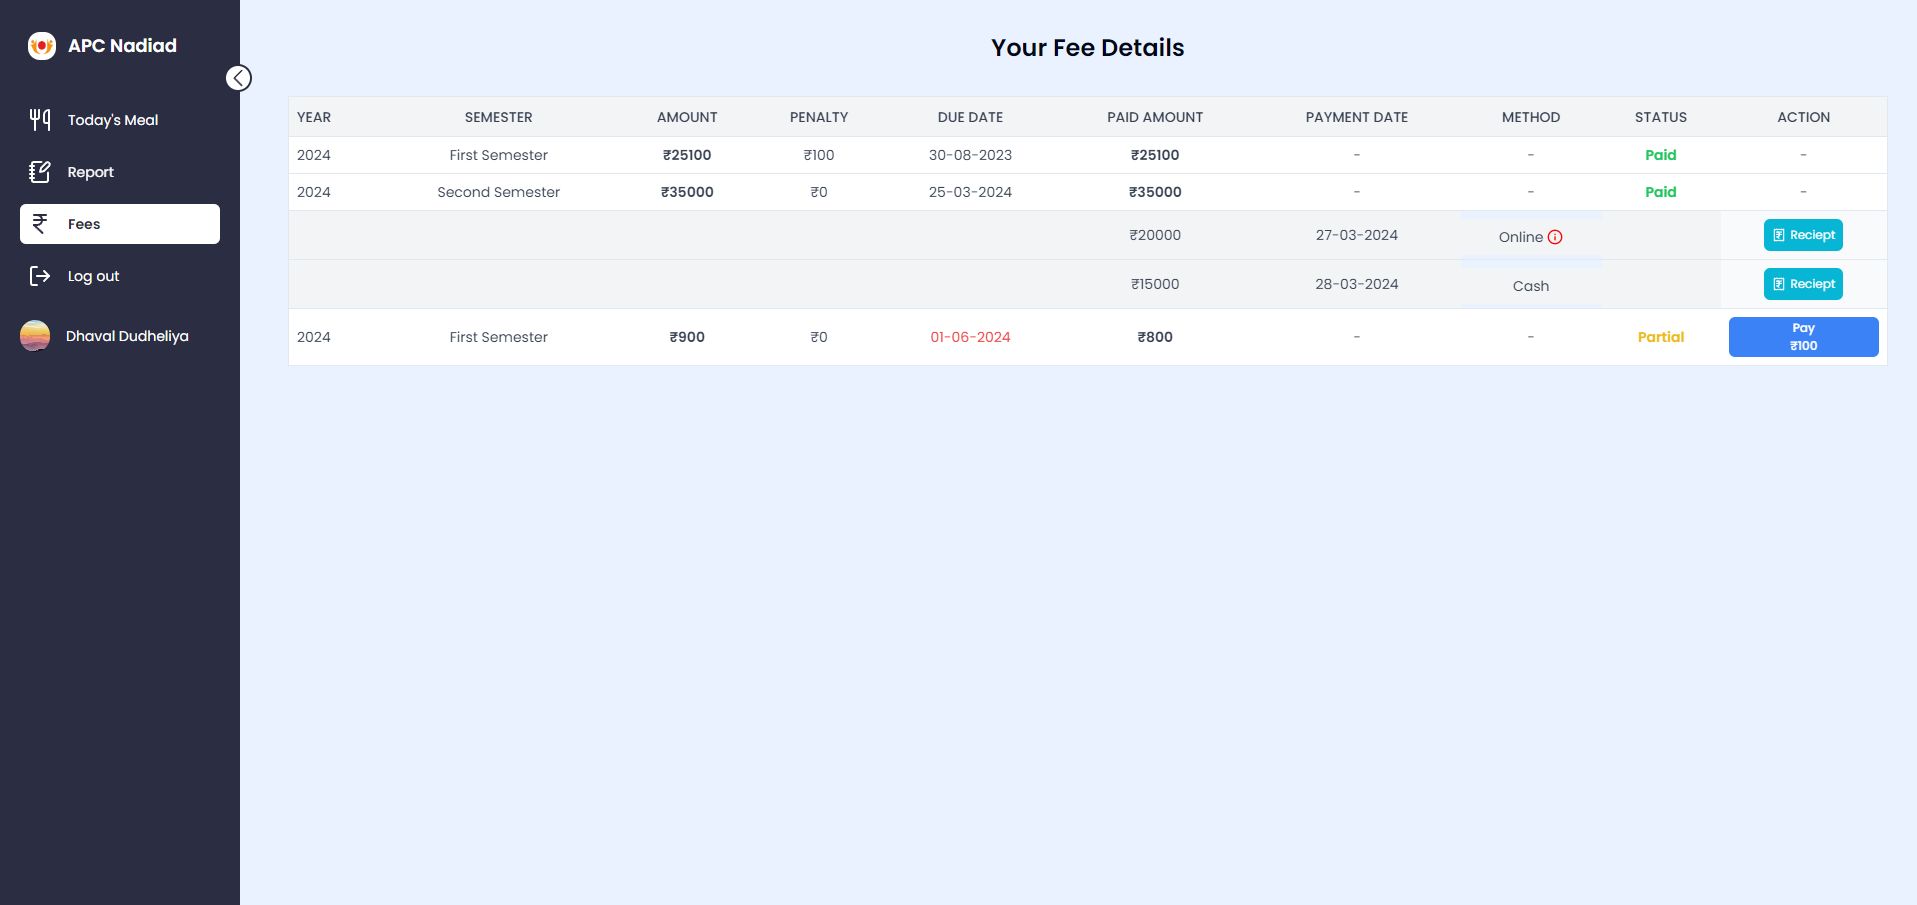 APC Nadiad
Today's Meal
Report
Fees
Log out
Dhaval Dudheliya
Your Fee Details
YEAR SEMESTER AMOUNT PENALTY DUE DATE PAID AMOUNT PAYMENT DATE METHOD STATUS ACTION
2024 First Semester ₹25100 ₹100 30-08-2023 ₹25100 - - Paid -
2024 Second Semester ₹35000 ₹0 25-03-2024 ₹35000 - - Paid -
₹20000 27-03-2024 Online Reciept
₹15000 28-03-2024 Cash Reciept
2024 First Semester ₹900 ₹0 01-06-2024 ₹800 - - Partial Pay
₹100